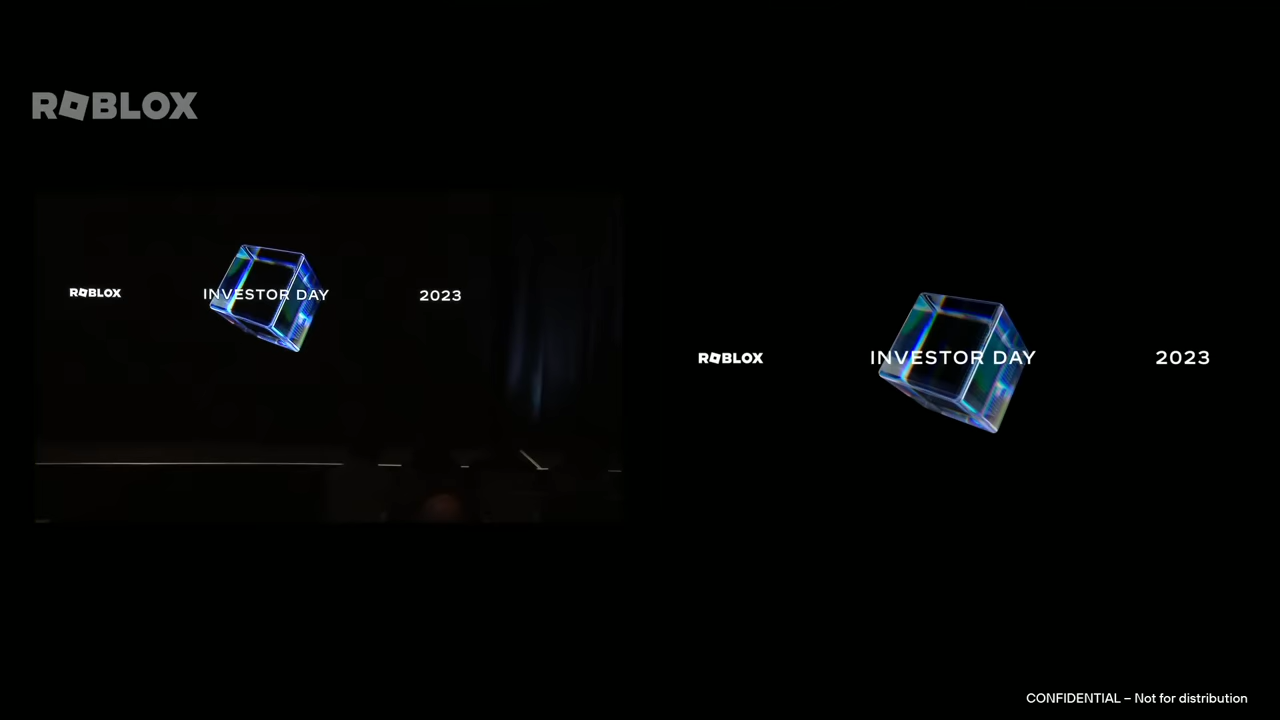 ROBLOX
ROBLOX INVESTOR DAY 2023
ROBLOX INVESTOR DAY 2023
CONFIDENTIAL – Not for distribution